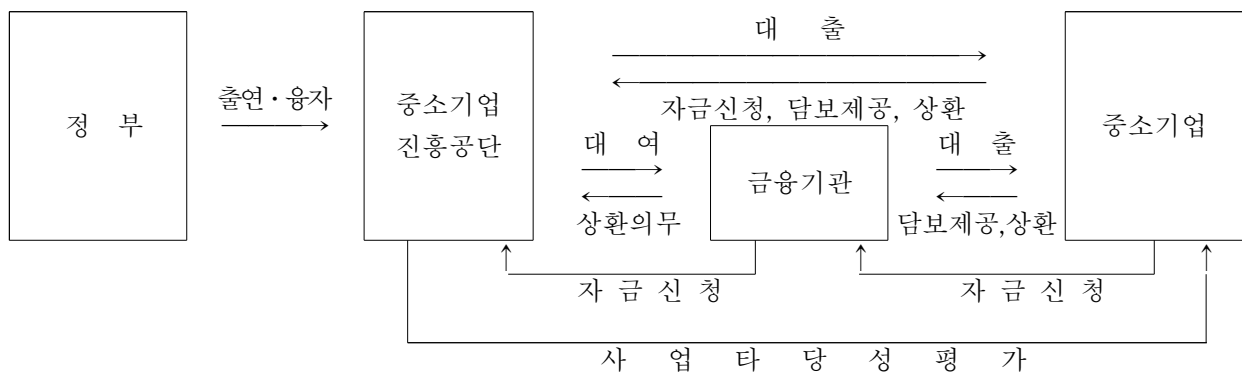 대 출
출연·융자
자금신청, 담보제공, 상환
정 부
중소기업
진흥공단
중소기업
대 여
금융기관
대 출
상환의무
담보제공,상환
자 금 신 청
자 금 신 청
사 업 타 당 성 평 가